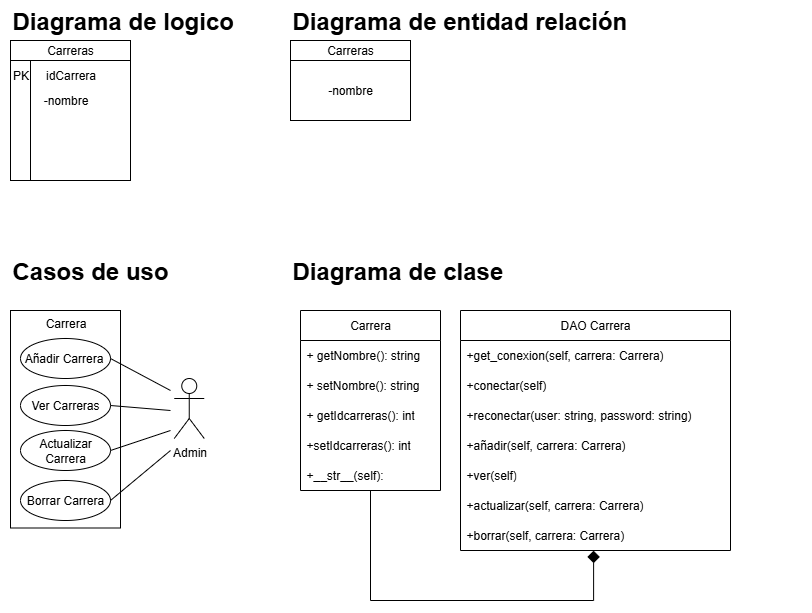 Diagrama de logico
Carreras
PK idCarrera
-nombre
Diagrama de entidad relación
Carreras
-nombre
Casos de uso
Carrera
Añadir Carrera
Ver Carreras
Actualizar
Carrera
Borrar Carrera
Admin
Diagrama de clase
Carrera
+ getNombre(): string
+ setNombre(): string
+ getIdcarreras(): int
+setIdcarreras(): int
+__str__(self):
DAO Carrera
+get_conexion(self, carrera: Carrera)
+conectar(self)
+reconectar(user: string, password: string)
+añadir(self, carrera: Carrera)
+ver(self)
+actualizar(self, carrera: Carrera)
+borrar(self, carrera: Carrera)